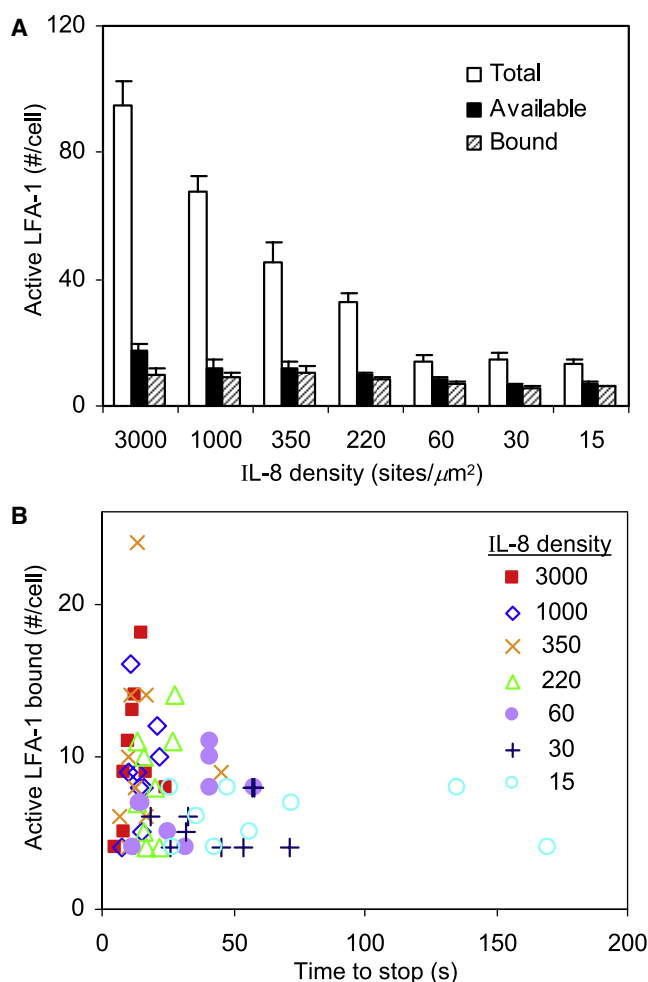 A
120
80
40
0
Active LFA-1 (#/cell)
Total
Available
Bound
3000 1000 350 220 60 30 15
IL-8 density (sites/μm²)
B
20
10
0
Active LFA-1 bound (#/cell)
IL-8 density
3000
1000
350
220
60
30
15
0 50 100 150 200
Time to stop (s)